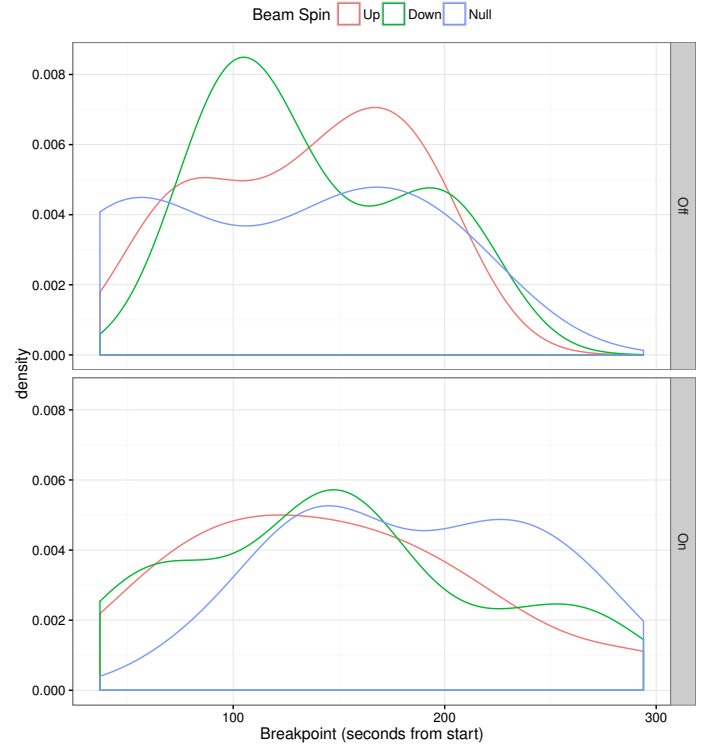 Beam Spin Up Down Null
0.008
0.006
0.004
0.002
0.000
Off
density
0.008
0.006
0.004
0.002
0.000
On
100 200 300
Breakpoint (seconds from start)